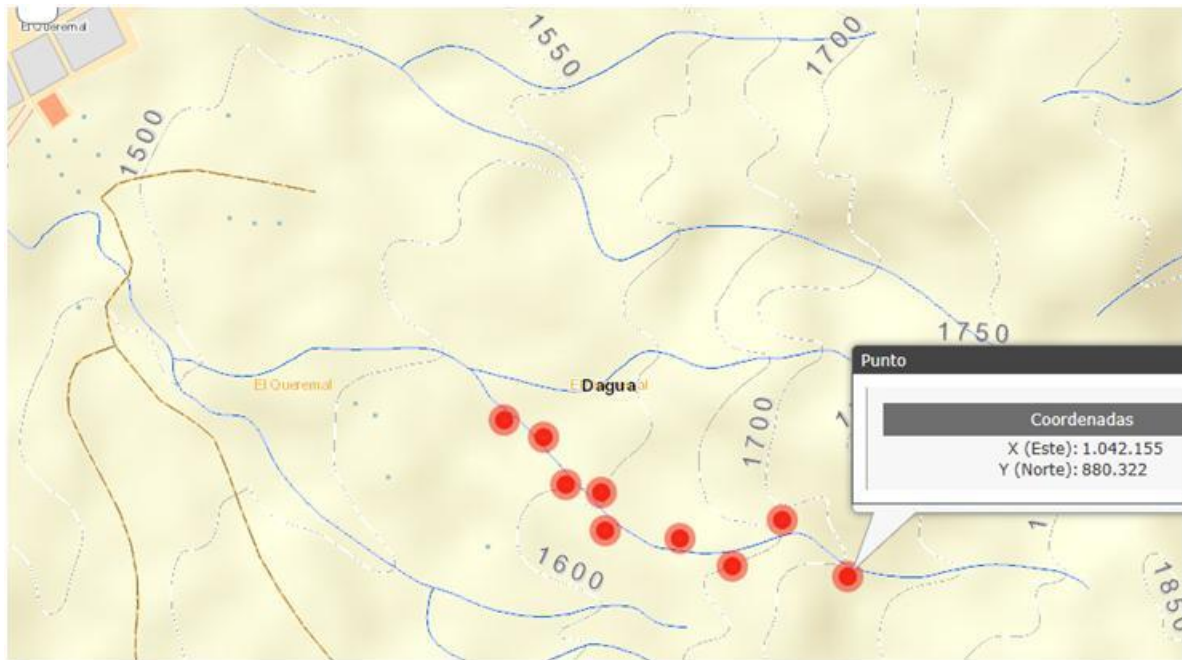 El Queremal
1550
1700
1500
1750
Punto
El Queremal
Dagua
al
Coordenadas
1700
X (Este): 1.042.155
Y (Norte): 880.322
1600
1850